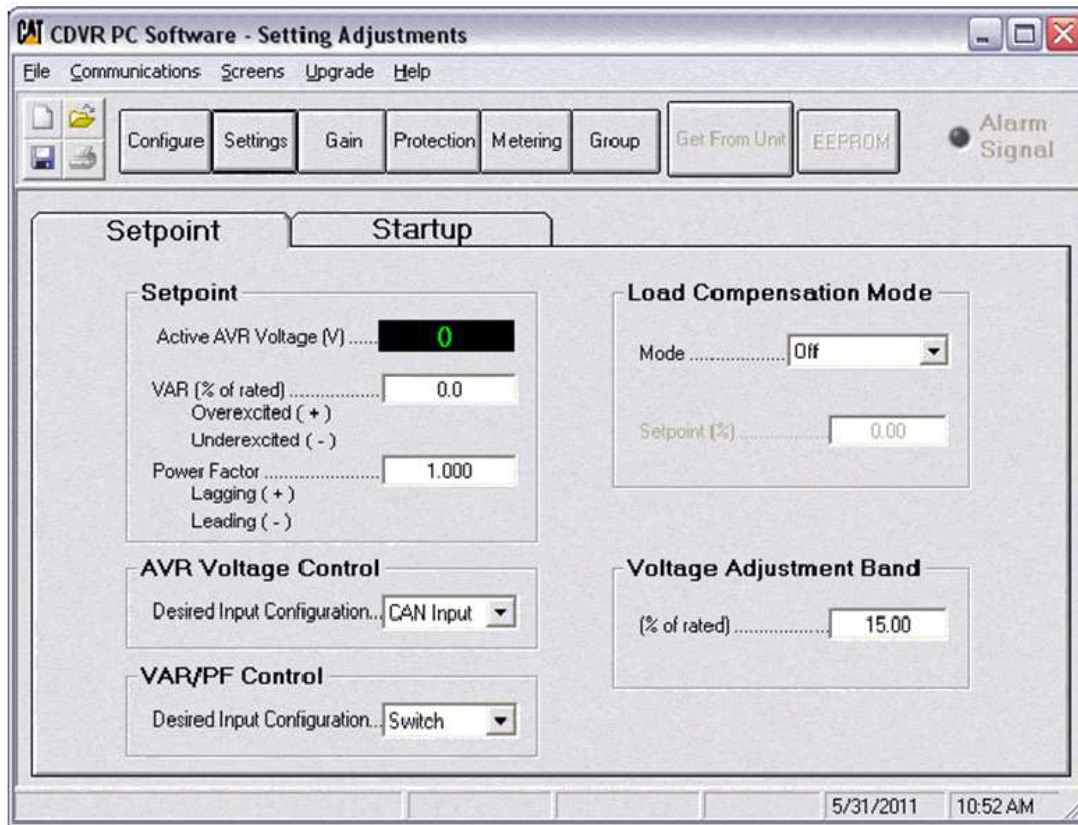 CAT CDVR PC Software - Setting Adjustments
File Communications Screens Upgrade Help
Configure Settings Gain Protection Metering Group Get From Unit EEPROM Alarm Signal
Setpoint Startup
Setpoint
Active AVR Voltage (V) ...... 0
VAR (% of rated) .................... 0.0
Overexcited ( + )
Underexcited ( - )
Power Factor ......................... 1.000
Lagging ( + )
Leading ( - )
AVR Voltage Control
Desired Input Configuration... CAN Input
VAR/PF Control
Desired Input Configuration... Switch
Load Compensation Mode
Mode .................... Off
Setpoint (%) .................... 0.00
Voltage Adjustment Band
(% of rated) .................... 15.00
5/31/2011 10:52 AM